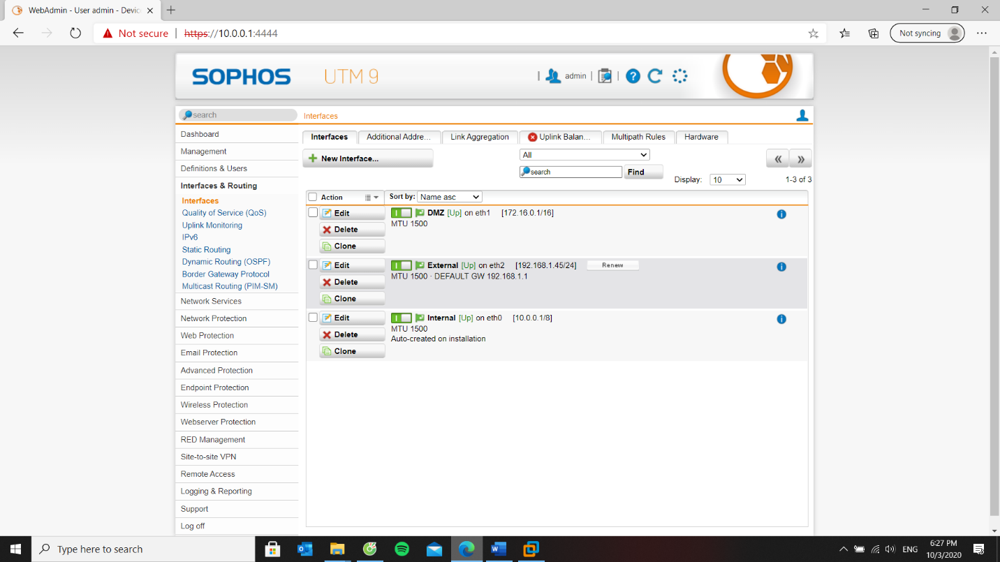 WebAdmin - User admin - Devic
Not secure
https://10.0.0.1:4444
Not syncing
SOPHOS UTM 9
admin
search
Interfaces
Dashboard
Management
Definitions & Users
Interfaces & Routing
Interfaces
Quality of Service (QoS)
Uplink Monitoring
IPv6
Static Routing
Dynamic Routing (OSPF)
Border Gateway Protocol
Multicast Routing (PIM-SM)
Network Services
Network Protection
Web Protection
Email Protection
Advanced Protection
Endpoint Protection
Wireless Protection
Webserver Protection
RED Management
Site-to-site VPN
Remote Access
Logging & Reporting
Support
Log off
Interfaces Additional Addre... Link Aggregation Uplink Balan... Multipath Rules Hardware
New Interface...
All
search Find
Display: 10
1-3 of 3
Action Sort by: Name asc
Edit DMZ [Up] on eth1 [172.16.0.1/16]
MTU 1500
Delete
Clone
Edit External [Up] on eth2 [192.168.1.45/24] Renew
MTU 1500 · DEFAULT GW 192.168.1.1
Delete
Clone
Edit Internal [Up] on eth0 [10.0.0.1/8]
MTU 1500
Delete
Auto-created on installation
Clone
Type here to search
ENG
6:27 PM
10/3/2020